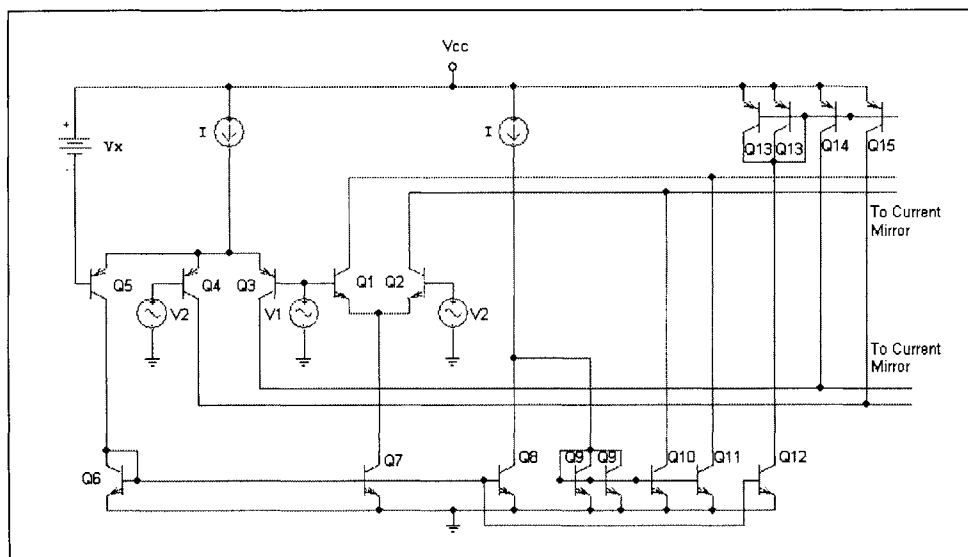 Vcc
+
Vx
-
I
I
Q13
Q13
Q14
Q15
To Current
Mirror
Q5
V2
Q4
Q3
V1
Q1
Q2
V2
To Current
Mirror
Q6
Q7
Q8
Q9
Q9
Q10
Q11
Q12